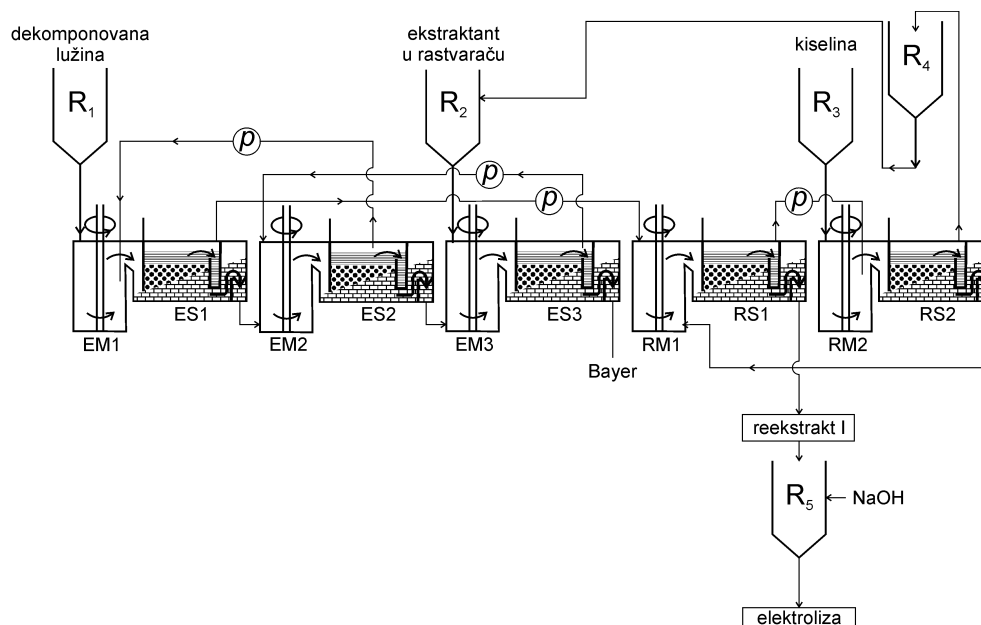 dekomponovana
lužina
ekstraktant
u rastvaraču
kiselina
R1
R2
R3
R4
p
p
p
p
ES1
ES2
ES3
RS1
RS2
EM1
EM2
EM3
RM1
RM2
Bayer
reekstrakt I
R5
NaOH
elektroliza